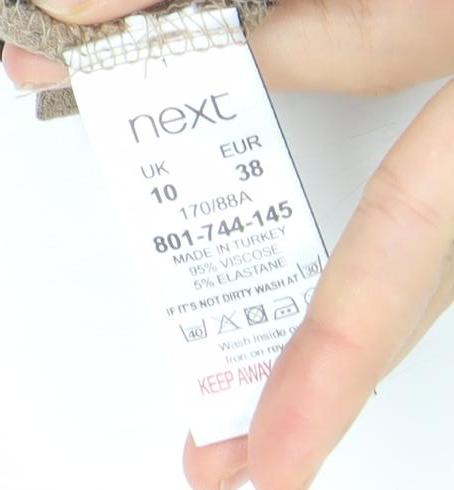 next
UK EUR
10 38
170/88A
801-744-145
MADE IN TURKEY
95% VISCOSE
5% ELASTANE
IF IT'S NOT DIRTY WASH AT 30
40
Wash inside
Iron on
KEEP AWAY